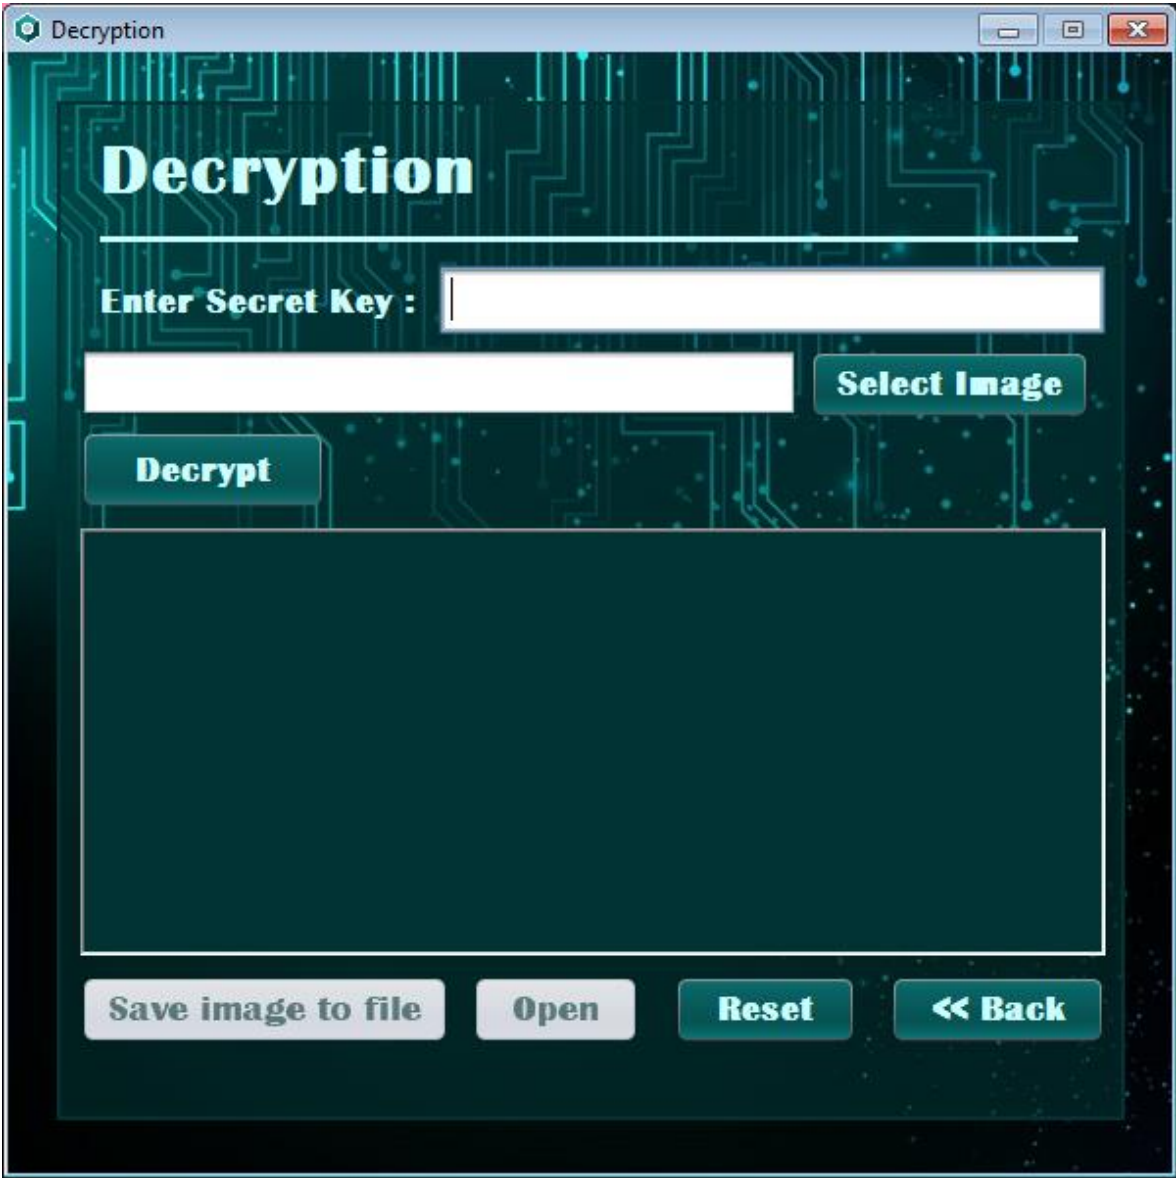 Decryption
Decryption
Enter Secret Key :
Select Image
Decrypt
Save image to file Open Reset << Back